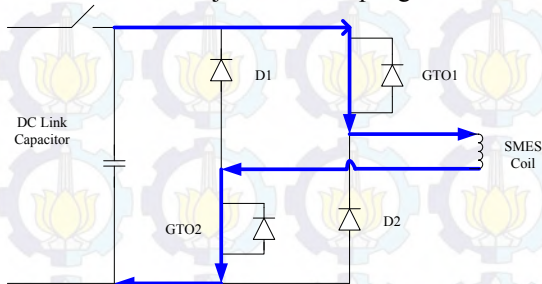 D1
GTO1
DC Link
Capacitor
SMES
Coil
GTO2
D2